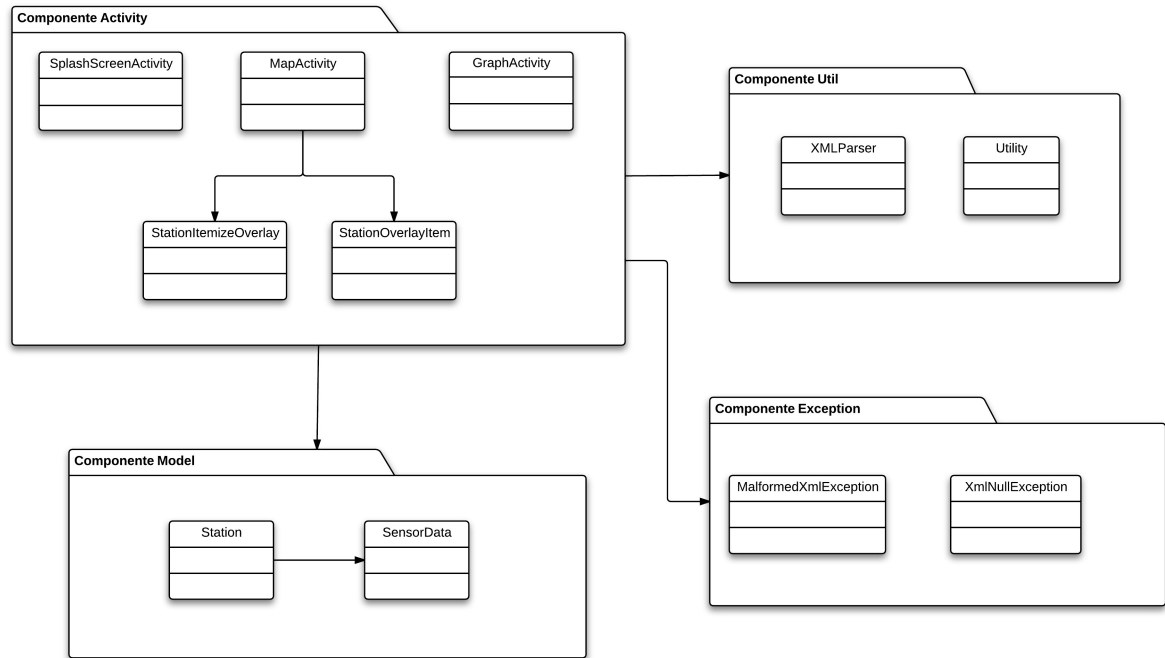 Componente Activity
SplashScreenActivity
MapActivity
GraphActivity
StationItemizeOverlay
StationOverlayItem
Componente Util
XMLParser
Utility
Componente Exception
MalformedXmlException
XmlNullException
Componente Model
Station
SensorData